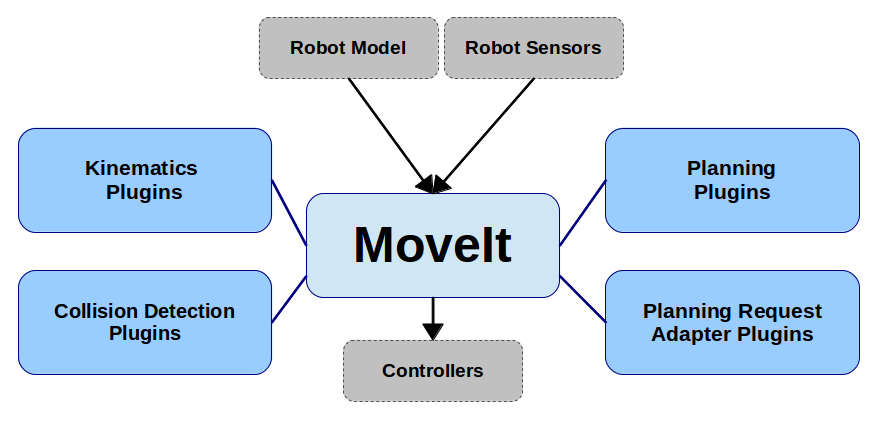 Robot Model
Robot Sensors
Kinematics
Plugins
Planning
Plugins
MoveIt
Collision Detection
Plugins
Planning Request
Adapter Plugins
Controllers